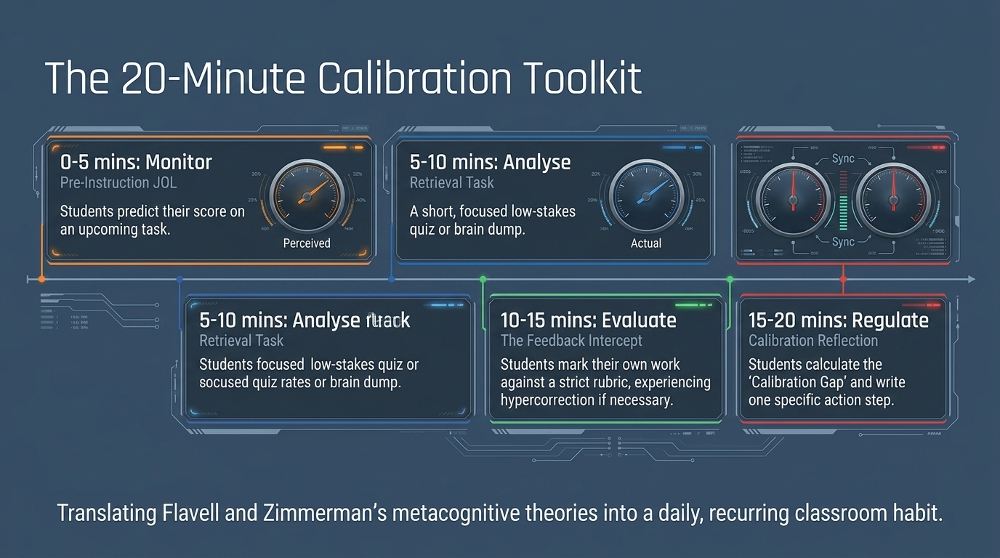 The 20-Minute Calibration Toolkit
0-5 mins: Monitor
Pre-Instruction JOL
Students predict their score on
an upcoming task.
Perceived
5-10 mins: Analyse
Retrieval Task
A short, focused low-stakes
quiz or brain dump.
Actual
Sync
Sync
5-10 mins: Analyse
Retrieval Task
Students focused low-stakes quiz or
socused quiz rates or brain dump.
10-15 mins: Evaluate
The Feedback Intercept
Students mark their own work
against a strict rubric, experiencing
hypercorrection if necessary.
15-20 mins: Regulate
Calibration Reflection
Students calculate the
‘Calibration Gap’ and write
one specific action step.
Translating Flavell and Zimmerman’s metacognitive theories into a daily, recurring classroom habit.